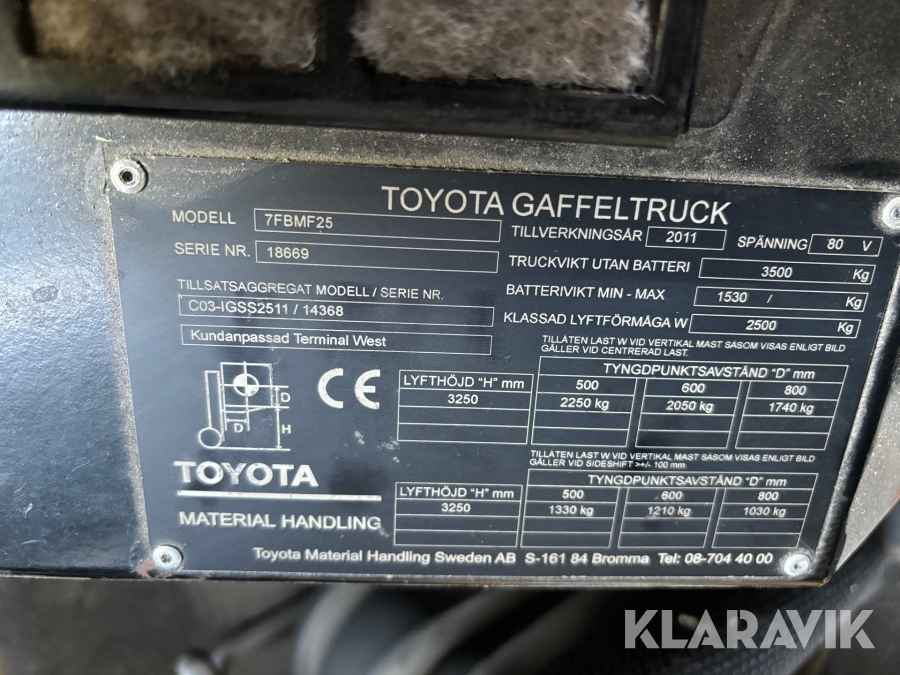 TOYOTA GAFFELTRUCK
MODELL 7FBMF25
TILLVERKNINGSÅR 2011 SPÄNNING 80 V
SERIE NR. 18669
TRUCKVIKT UTAN BATTERI 3500 Kg
TILLSATSAGGREGAT MODELL / SERIE NR.
BATTERIVIKT MIN - MAX 1530 / Kg
C03-IGSS2511 / 14368
KLASSAD LYFTFÖRMÅGA W 2500 Kg
Kundanpassad Terminal West
TILLÅTEN LAST W VID VERTIKAL MAST SÅSOM VISAS ENLIGT BILD
GÄLLER VID CENTRERAD LAST.
LYFTHÖJD "H" mm TYNGDPUNKTSAVSTÅND "D" mm
500 600 800
3250 2250 kg 2050 kg 1740 kg
D
D H
CE
TILLÅTEN LAST W VID VERTIKAL MAST SÅSOM VISAS ENLIGT BILD
GÄLLER VID SIDESHIFT >+/- 100 mm
LYFTHÖJD "H" mm TYNGDPUNKTSAVSTÅND "D" mm
500 600 800
3250 1330 kg 1210 kg 1030 kg
TOYOTA
MATERIAL HANDLING
Toyota Material Handling Sweden AB S-161 84 Bromma Tel: 08-704 40 00
KLARAVIK